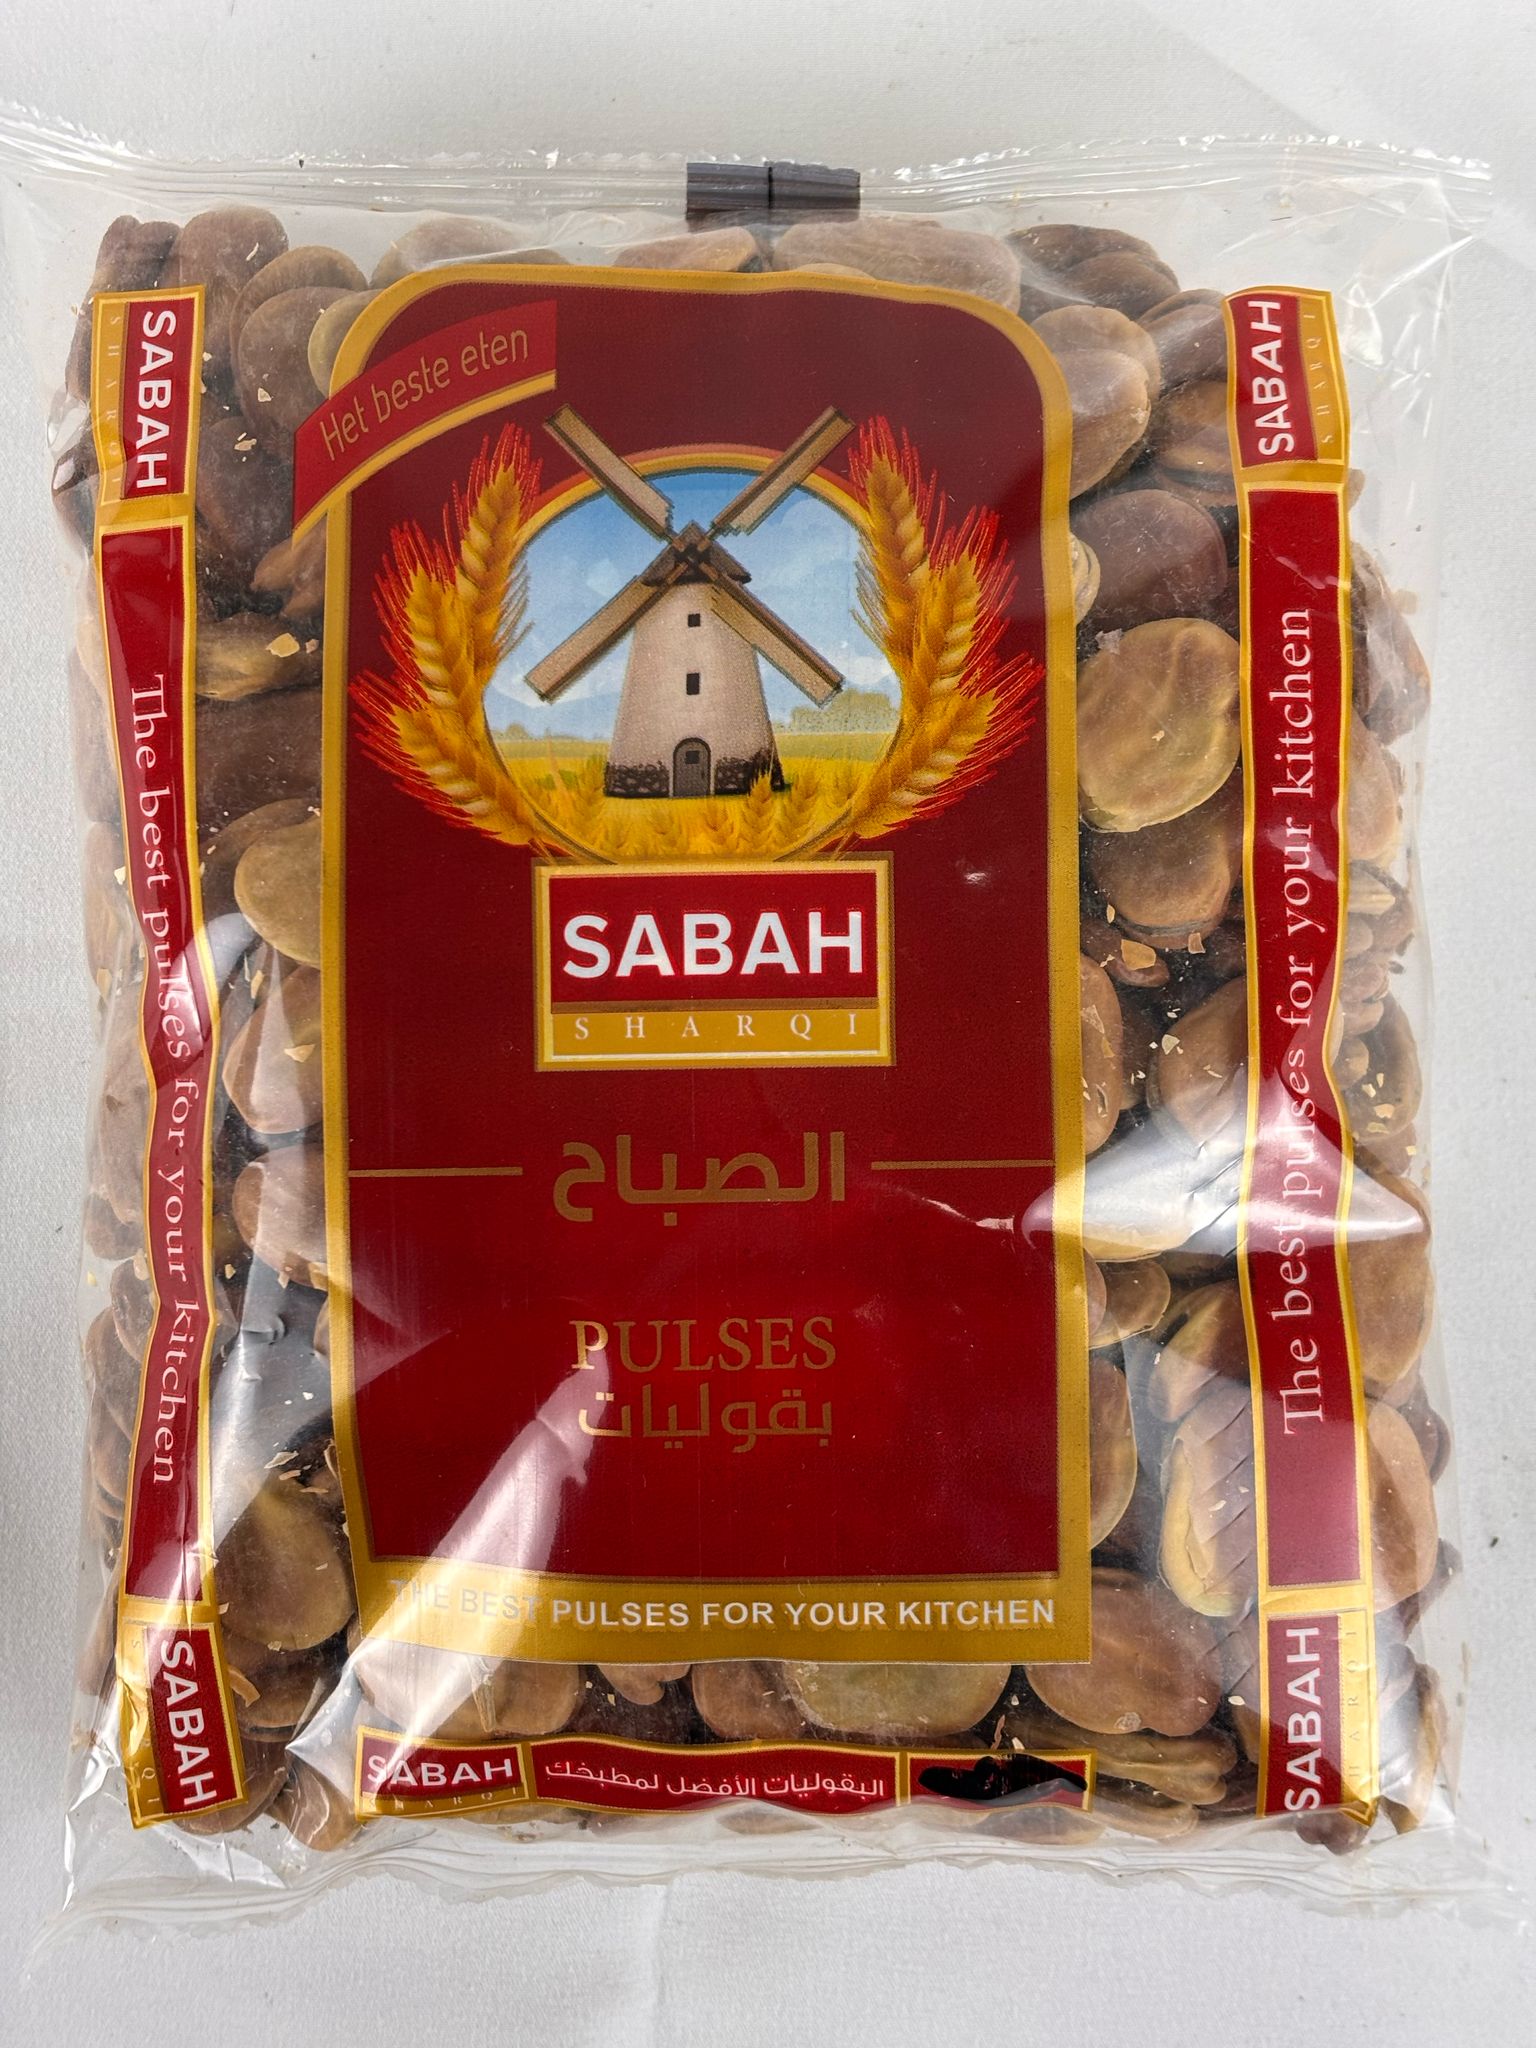 Het beste eten
SABAH
SHARQI
الصباح
PULSES
بقوليات
THE BEST PULSES FOR YOUR KITCHEN
SABAH
SHARQI
The best pulses for your kitchen
SABAH
SHARQI
SABAH
SHARQI
The best pulses for your kitchen
SABAH
SHARQI
SABAH
SHARQI
البقوليات الأفضل لمطبخك